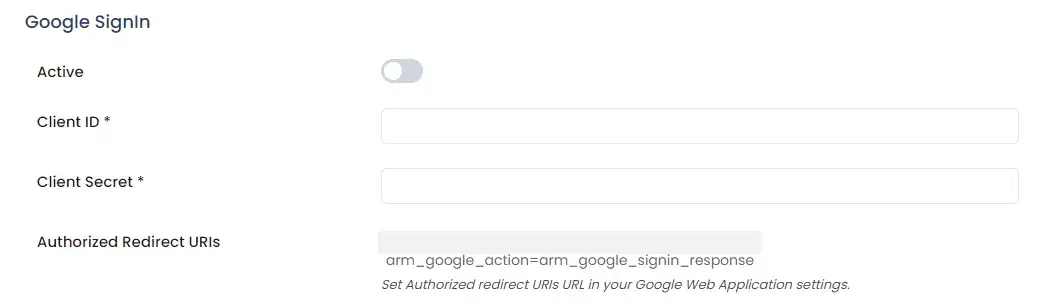 Google SignIn
Active
Client ID *
Client Secret *
Authorized Redirect URIs
arm_google_action=arm_google_signin_response
Set Authorized redirect URIs URL in your Google Web Application settings.